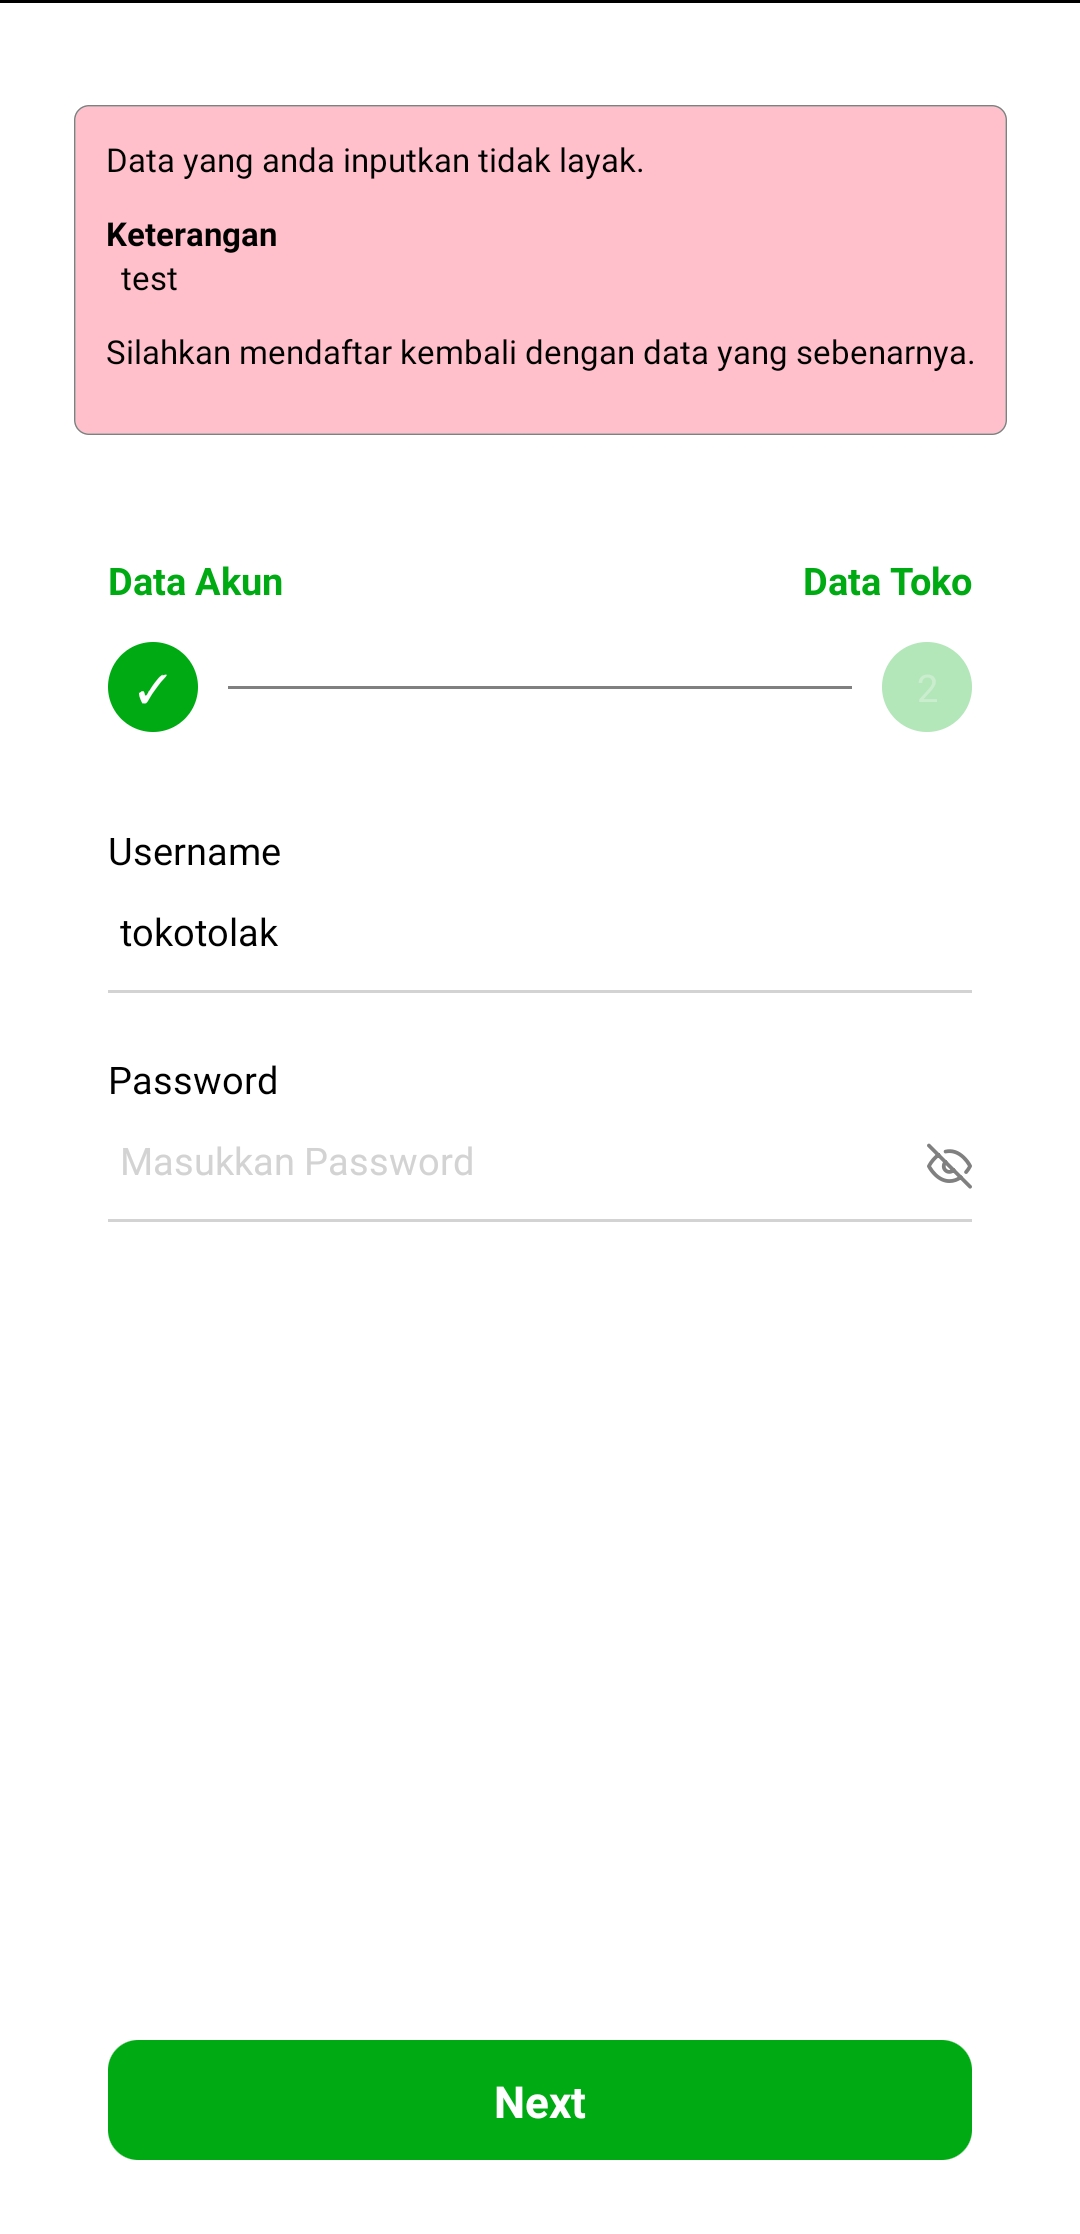 Data yang anda inputkan tidak layak.
Keterangan
test
Silahkan mendaftar kembali dengan data yang sebenarnya.
Data Akun
Data Toko
✓
2
Username
tokotolak
Password
Masukkan Password
Next